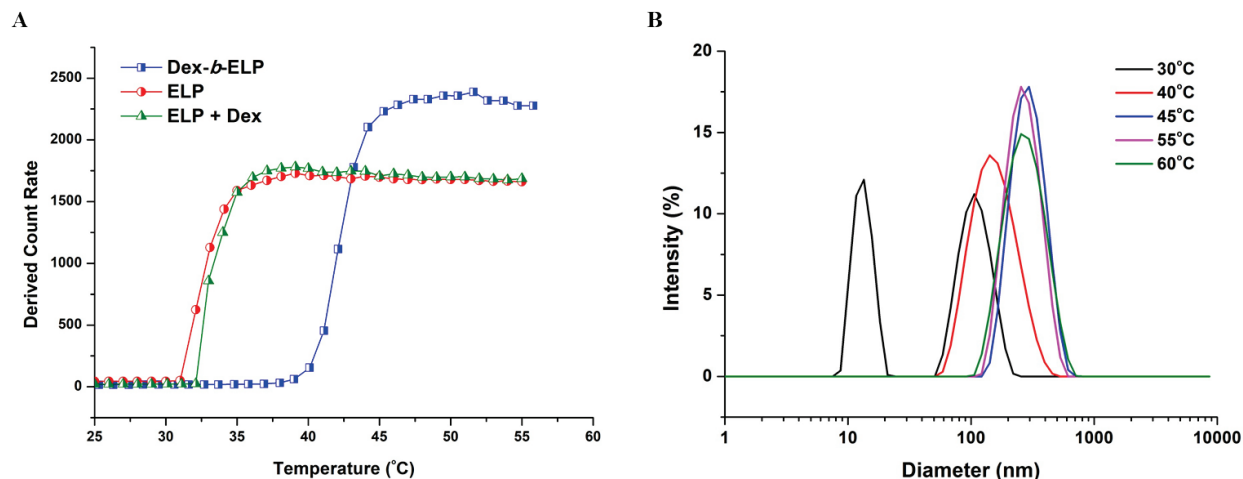 A
Dex-b-ELP
ELP
ELP + Dex
2500
2000
1500
1000
500
0
Derived Count Rate
25 30 35 40 45 50 55 60
Temperature (°C)
B
30°C
40°C
45°C
55°C
60°C
20
15
10
5
0
Intensity (%)
1 10 100 1000 10000
Diameter (nm)